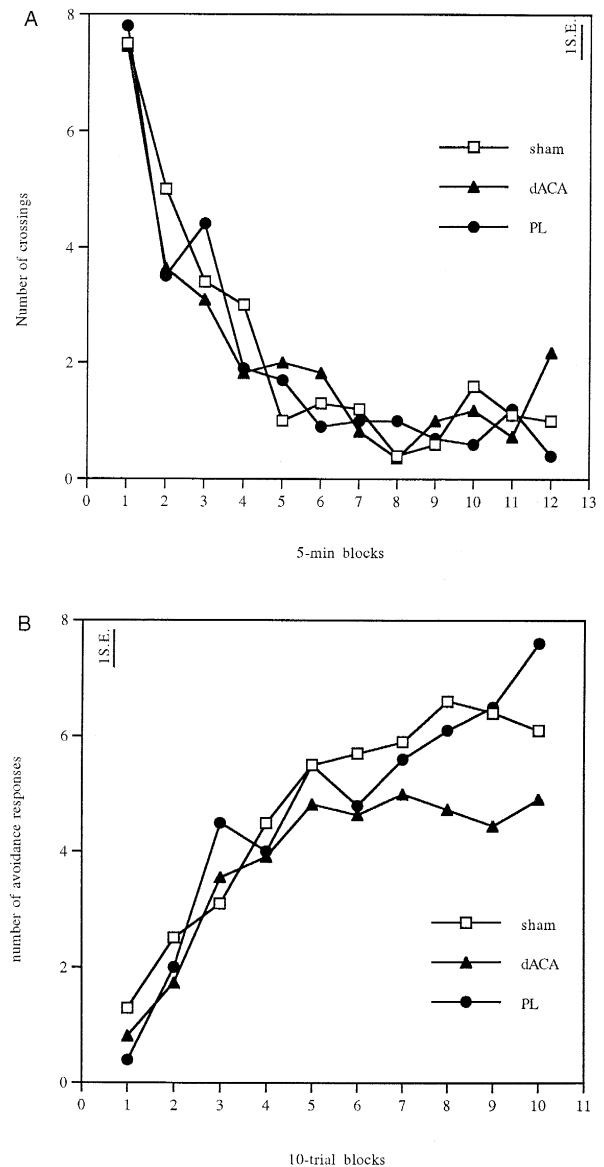 A
8
1S.E.
6
sham
dACA
PL
Number of crossings
4
2
0
0 1 2 3 4 5 6 7 8 9 10 11 12 13
5-min blocks
B
8
1S.E.
6
number of avoidance responses
4
sham
dACA
PL
2
0
0 1 2 3 4 5 6 7 8 9 10 11
10-trial blocks